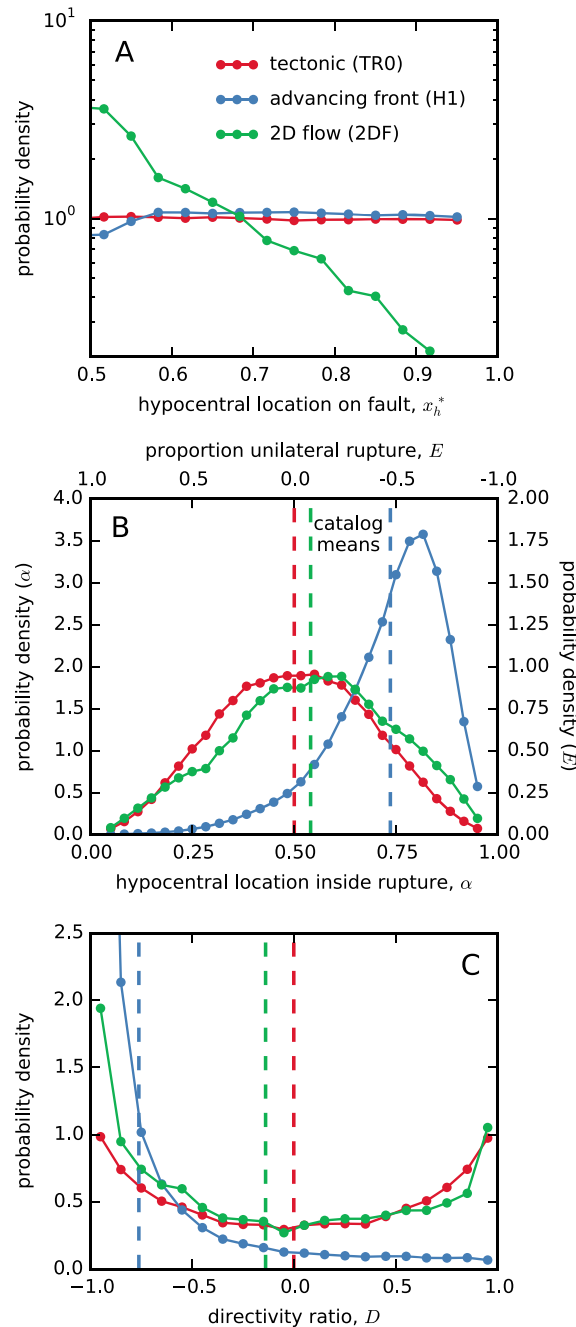 A
tectonic (TR0)
advancing front (H1)
2D flow (2DF)
10^1
10^0
probability density
0.5 0.6 0.7 0.8 0.9 1.0
hypocentral location on fault, x_h^*
proportion unilateral rupture, E
1.0 0.5 0.0 -0.5 -1.0
B
catalog
means
4.0 3.5 3.0 2.5 2.0 1.5 1.0 0.5 0.0
probability density (α)
2.00 1.75 1.50 1.25 1.00 0.75 0.50 0.25 0.00
probability density (E)
0.00 0.25 0.50 0.75 1.00
hypocentral location inside rupture, α
C
2.5 2.0 1.5 1.0 0.5 0.0
probability density
−1.0 −0.5 0.0 0.5 1.0
directivity ratio, D